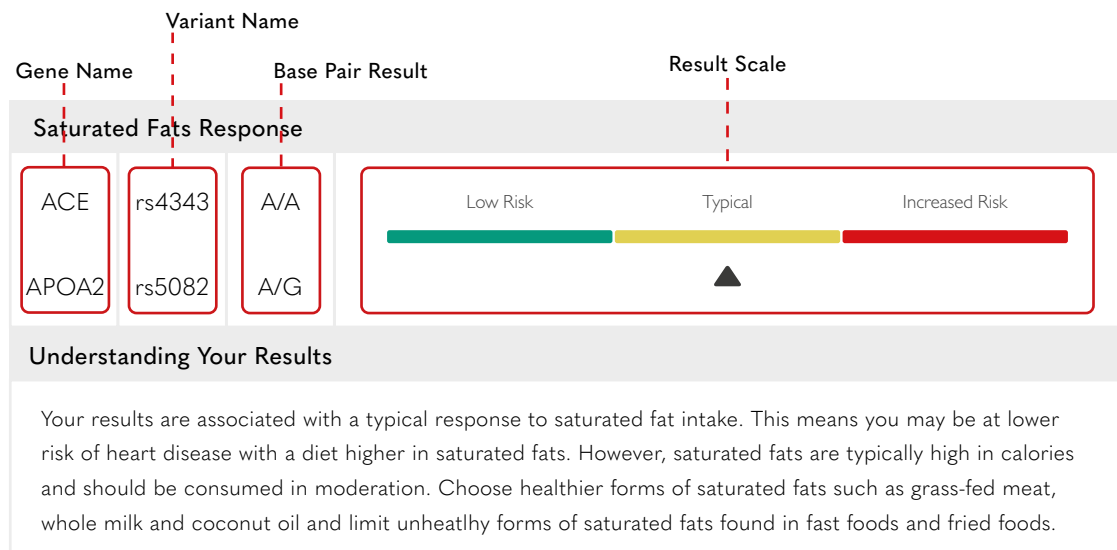 Variant Name
Gene Name
Base Pair Result
Result Scale
Saturated Fats Response
ACE rs4343 A/A Low Risk Typical Increased Risk
APOA2 rs5082 A/G
Understanding Your Results
Your results are associated with a typical response to saturated fat intake. This means you may be at lower
risk of heart disease with a diet higher in saturated fats. However, saturated fats are typically high in calories
and should be consumed in moderation. Choose healthier forms of saturated fats such as grass-fed meat,
whole milk and coconut oil and limit unheatlhy forms of saturated fats found in fast foods and fried foods.